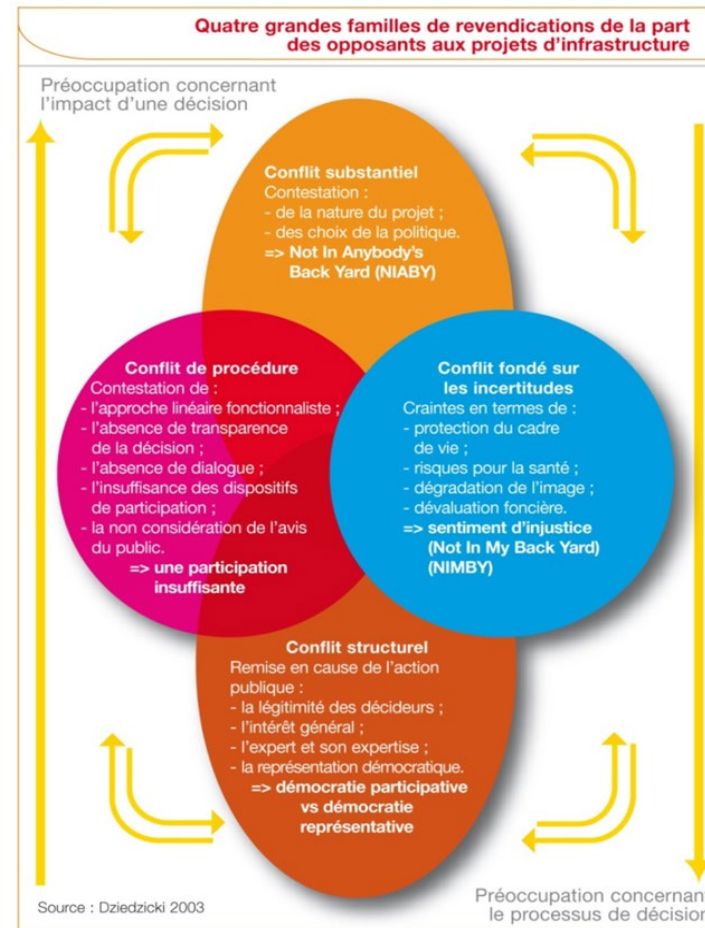 Quatre grandes familles de revendications de la part
des opposants aux projets d'infrastructure
Préoccupation concernant
l'impact d'une décision
Conflit substantiel
Contestation :
- de la nature du projet ;
- des choix de la politique.
=> Not In Anybody's
Back Yard (NIABY)
Conflit de procédure
Contestation de :
- l'approche linéaire fonctionnaliste ;
- l'absence de transparence
de la décision ;
- l'absence de dialogue ;
- l'insuffisance des dispositifs
de participation ;
- la non considération de l'avis
du public.
=> une participation
insuffisante
Conflit fondé sur
les incertitudes
Craintes en termes de :
- protection du cadre
de vie ;
- risques pour la santé ;
- dégradation de l'image ;
- dévaluation foncière.
=> sentiment d'injustice
(Not In My Back Yard)
(NIMBY)
Conflit structurel
Remise en cause de l'action
publique :
- la légitimité des décideurs ;
- l'intérêt général ;
- l'expert et son expertise ;
- la représentation démocratique.
=> démocratie participative
vs démocratie
représentative
Préoccupation concernant
le processus de décision
Source : Dziedzicki 2003